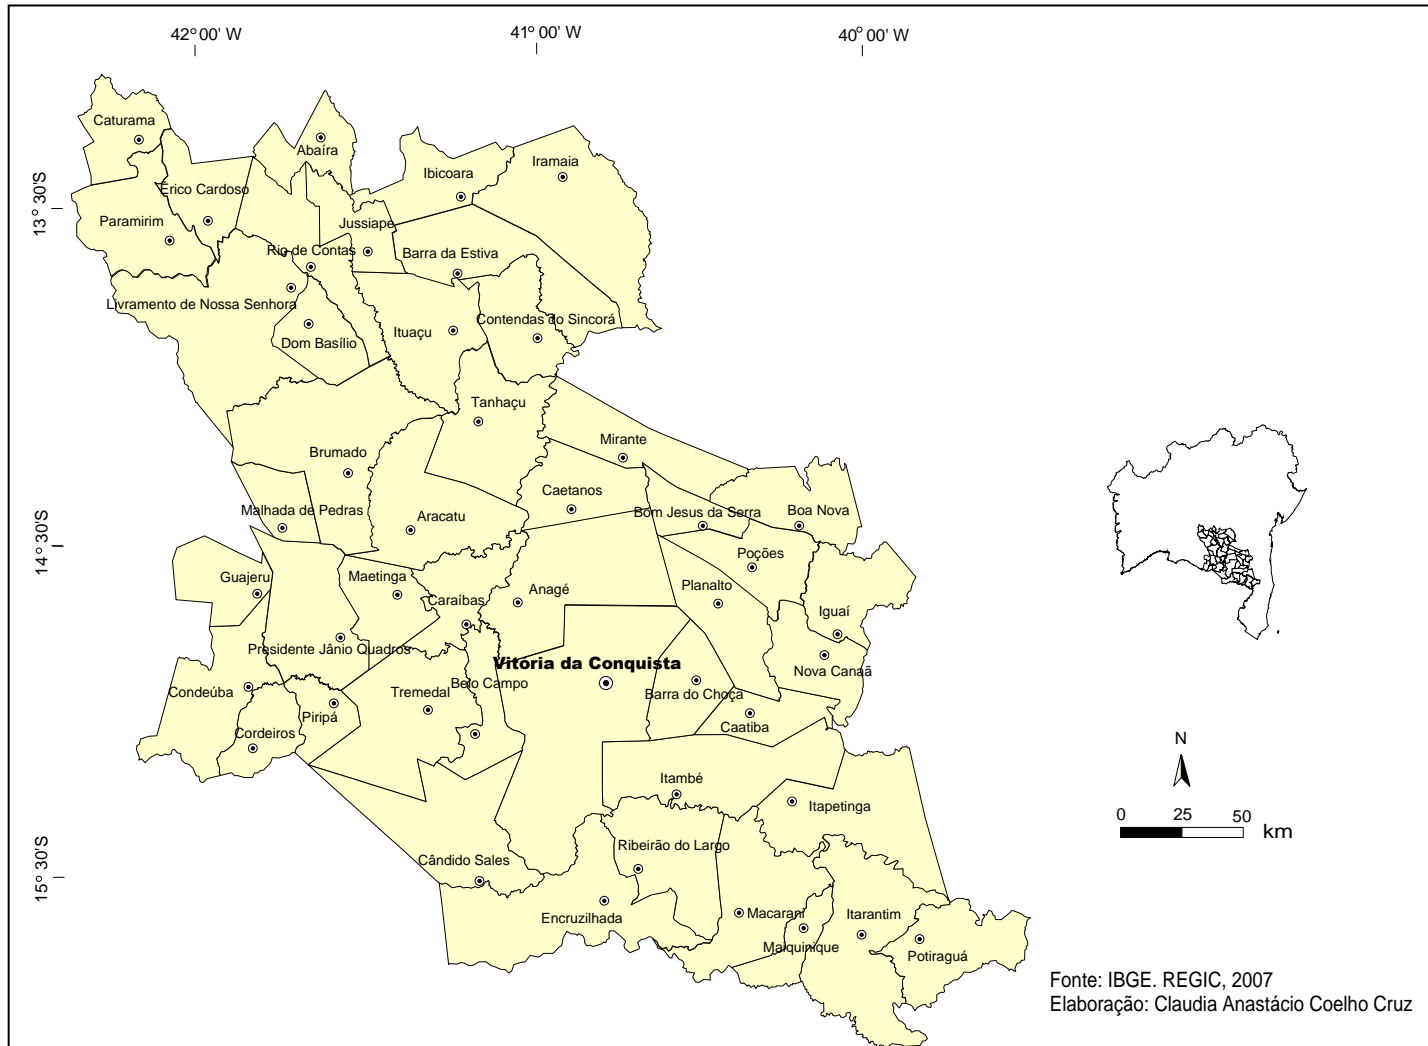 42° 00' W
41° 00' W
40° 00' W
13° 30'S
14° 30'S
15° 30'S
Caturama
Abaíra
Érico Cardoso
Ibicoara
Iramaia
Paramirim
Jussiape
Rio de Contas
Barra da Estiva
Livramento de Nossa Senhora
Dom Basílio
Ituaçu
Contendas do Sincorá
Tanhaçu
Mirante
Brumado
Caetanos
Malhada de Pedras
Aracatu
Bom Jesus da Serra
Boa Nova
Poções
Guajeru
Maetinga
Caraíbas
Anagé
Planalto
Iguaí
Presidente Jânio Quadros
Vitória da Conquista
Nova Canaã
Condeúba
Tremedal
Belo Campo
Barra do Choça
Piripá
Cordeiros
Caatiba
Itambé
Itapetinga
Ribeirão do Largo
Cândido Sales
Encruzilhada
Macarani
Itarantim
Maiquinique
Potiraguá
N
0 25 50
km
Fonte: IBGE. REGIC, 2007
Elaboração: Claudia Anastácio Coelho Cruz